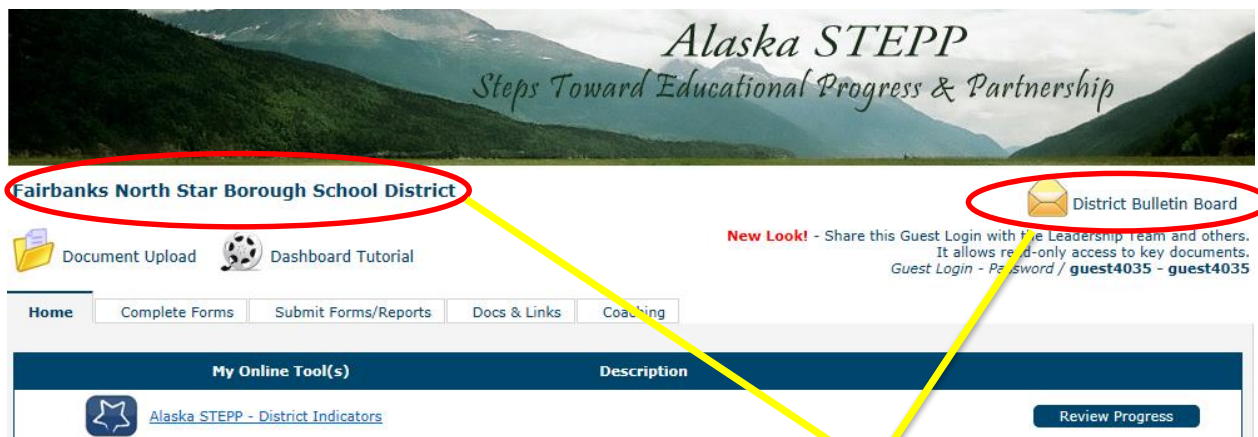 Alaska STEPP
Steps Toward Educational Progress & Partnership
Fairbanks North Star Borough School District
District Bulletin Board
Document Upload
Dashboard Tutorial
New Look! - Share this Guest Login with the Leadership Team and others.
It allows read-only access to key documents.
Guest Login - Password / guest4035 - guest4035
Home
Complete Forms
Submit Forms/Reports
Docs & Links
Coaching
My Online Tool(s)
Description
Alaska STEPP - District Indicators
Review Progress